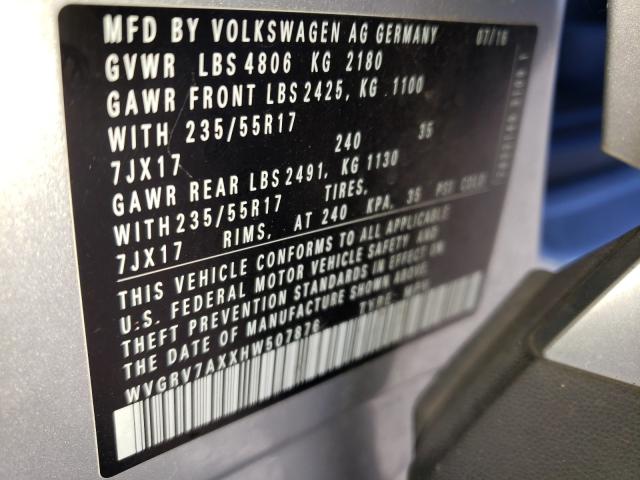 MFD BY VOLKSWAGEN AG GERMANY 07/16
GVWR LBS 4806 KG 2180
GAWR FRONT LBS 2425, KG 1100
WITH 235/55R17
7JX17 240 35
GAWR REAR LBS 2491, KG 1130
WITH 235/55R17 TIRES,
7JX17 RIMS, AT 240 KPA, 35 PSI COLD
THIS VEHICLE CONFORMS TO ALL APPLICABLE
U.S. FEDERAL MOTOR VEHICLE SAFETY AND
THEFT PREVENTION STANDARDS IN EFFECT ON
THE DATE OF MANUFACTURE SHOWN ABOVE.
WVGRV7AXXHW507876 TYPE: MPV